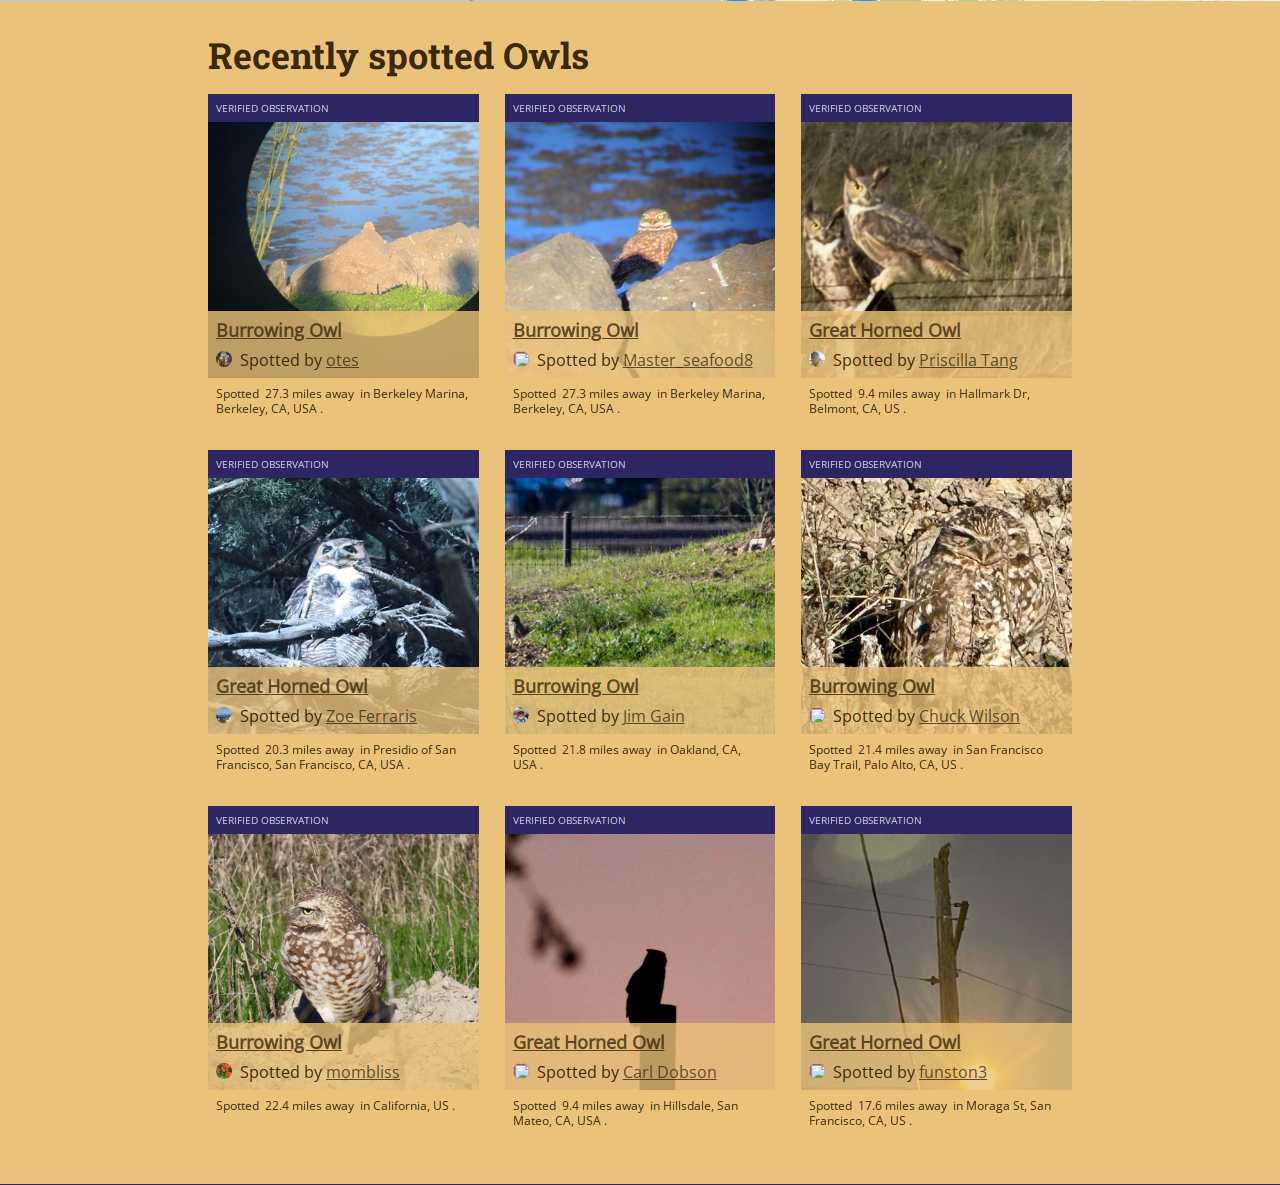 Recently spotted Owls
VERIFIED OBSERVATION
Burrowing Owl
Spotted by otes
Spotted 27.3 miles away in Berkeley Marina,
Berkeley, CA, USA .
VERIFIED OBSERVATION
Burrowing Owl
Spotted by Master_seafood8
Spotted 27.3 miles away in Berkeley Marina,
Berkeley, CA, USA .
VERIFIED OBSERVATION
Great Horned Owl
Spotted by Priscilla Tang
Spotted 9.4 miles away in Hallmark Dr,
Belmont, CA, US .
VERIFIED OBSERVATION
Great Horned Owl
Spotted by Zoe Ferraris
Spotted 20.3 miles away in Presidio of San
Francisco, San Francisco, CA, USA .
VERIFIED OBSERVATION
Burrowing Owl
Spotted by Jim Gain
Spotted 21.8 miles away in Oakland, CA,
USA .
VERIFIED OBSERVATION
Burrowing Owl
Spotted by Chuck Wilson
Spotted 21.4 miles away in San Francisco
Bay Trail, Palo Alto, CA, US .
VERIFIED OBSERVATION
Burrowing Owl
Spotted by mombliss
Spotted 22.4 miles away in California, US .
VERIFIED OBSERVATION
Great Horned Owl
Spotted by Carl Dobson
Spotted 9.4 miles away in Hillsdale, San
Mateo, CA, USA .
VERIFIED OBSERVATION
Great Horned Owl
Spotted by funston3
Spotted 17.6 miles away in Moraga St, San
Francisco, CA, US .